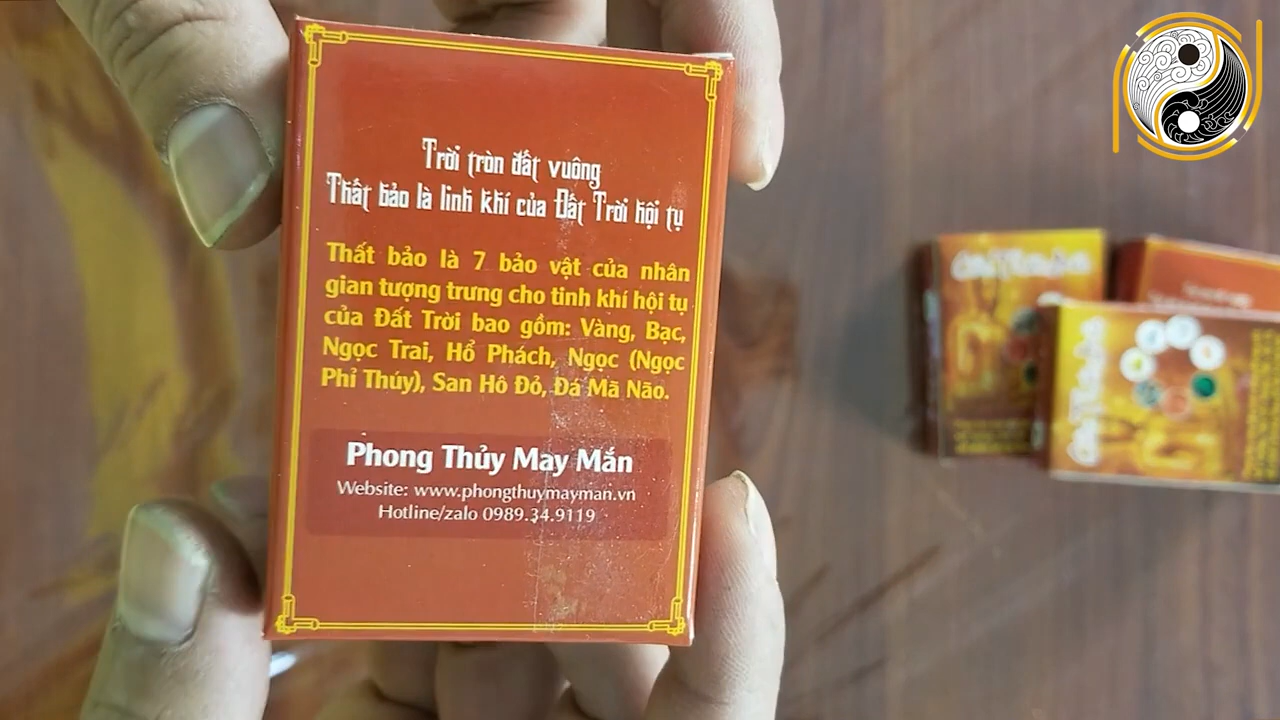 Trời tròn đất vuông
Thất bảo là linh khí của Đất Trời hội tụ
Thất bảo là 7 bảo vật của nhân
gian tượng trưng cho tinh khí hội tụ
của Đất Trời bao gồm: Vàng, Bạc,
Ngọc Trai, Hổ Phách, Ngọc (Ngọc
Phỉ Thúy), San Hô Đỏ, Đá Mã Não.
Phong Thủy May Mắn
Website: www.phongthuymayman.vn
Hotline/zalo 0989.34.9119